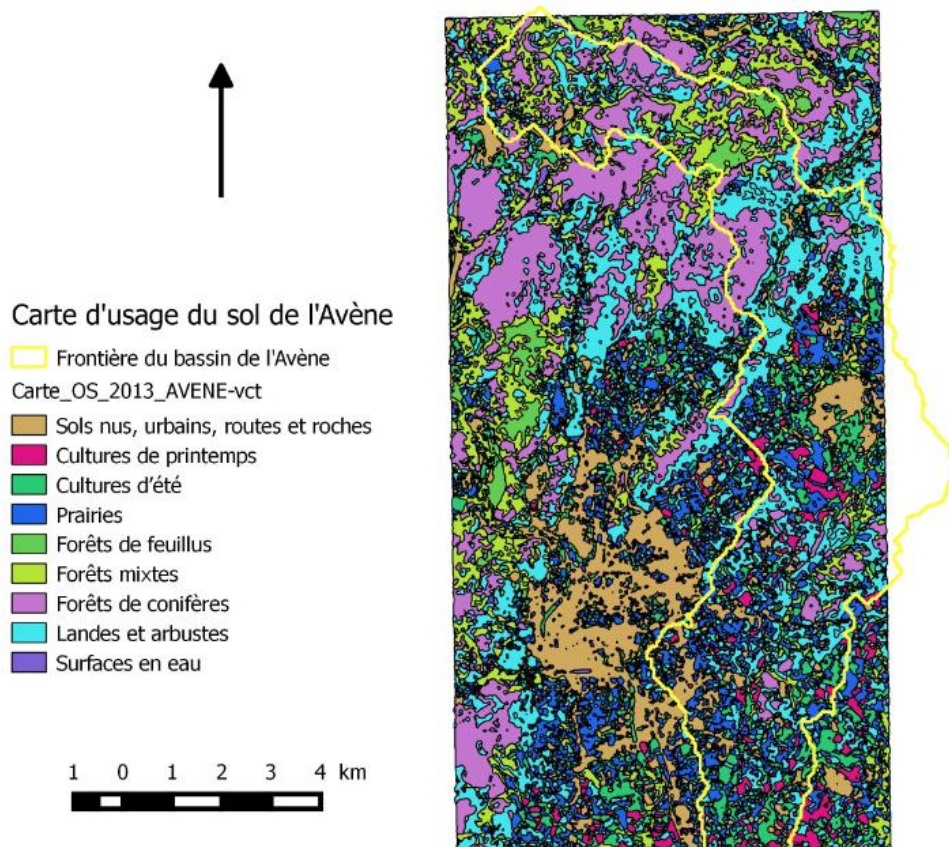 Carte d'usage du sol de l'Avène
Frontière du bassin de l'Avène
Carte_OS_2013_AVENE-vct
Sols nus, urbains, routes et roches
Cultures de printemps
Cultures d'été
Prairies
Forêts de feuillus
Forêts mixtes
Forêts de conifères
Landes et arbustes
Surfaces en eau
1 0 1 2 3 4 km